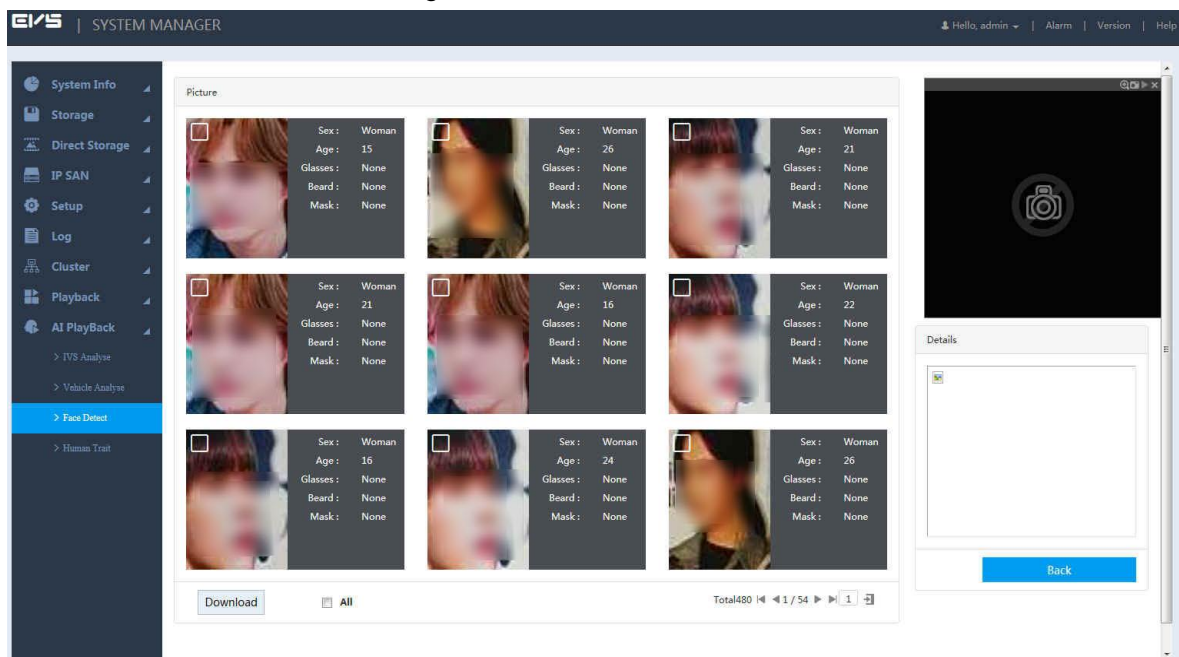 EVS | SYSTEM MANAGER
Hello, admin | Alarm | Version | Help
System Info
Storage
Direct Storage
IP SAN
Setup
Log
Cluster
Playback
AI PlayBack
> IVS Analyse
> Vehicle Analyse
> Face Detect
> Human Trait
Picture
Sex : Woman
Age : 15
Glasses : None
Beard : None
Mask : None
Sex : Woman
Age : 26
Glasses : None
Beard : None
Mask : None
Sex : Woman
Age : 21
Glasses : None
Beard : None
Mask : None
Sex : Woman
Age : 21
Glasses : None
Beard : None
Mask : None
Sex : Woman
Age : 16
Glasses : None
Beard : None
Mask : None
Sex : Woman
Age : 22
Glasses : None
Beard : None
Mask : None
Sex : Woman
Age : 16
Glasses : None
Beard : None
Mask : None
Sex : Woman
Age : 24
Glasses : None
Beard : None
Mask : None
Sex : Woman
Age : 26
Glasses : None
Beard : None
Mask : None
Download All Total480 1 / 54 1
Details
Back